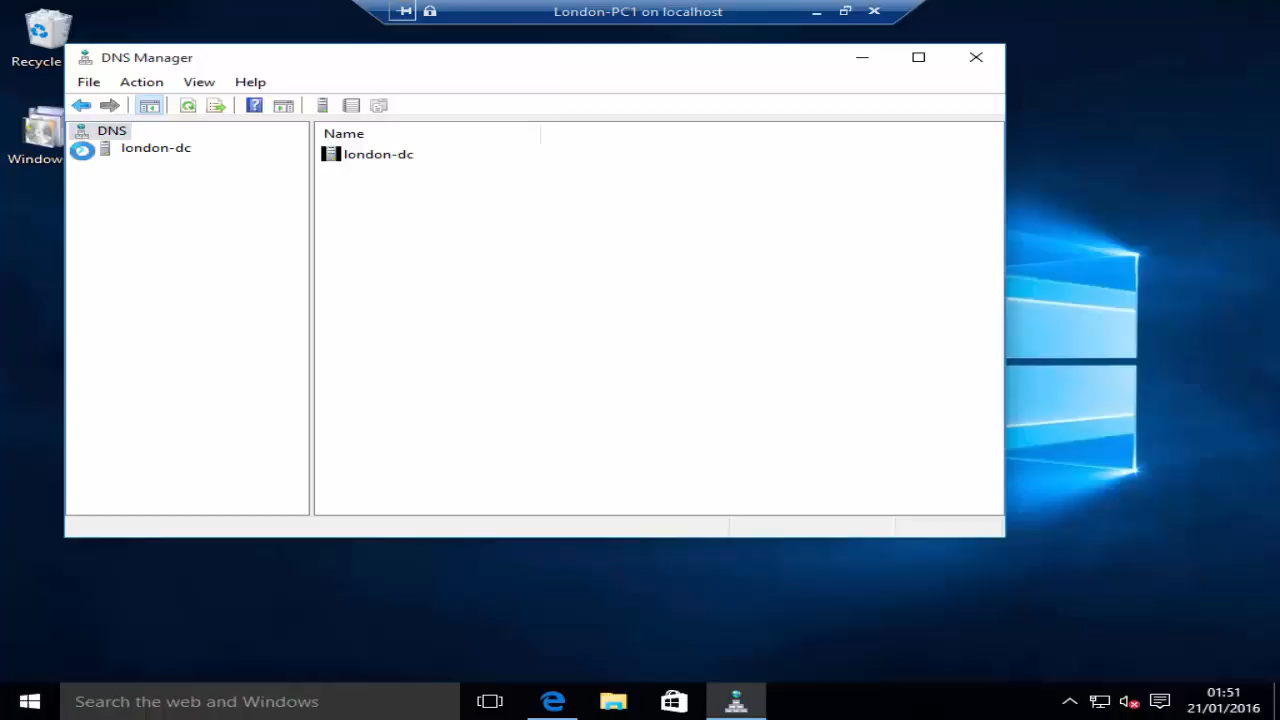 London-PC1 on localhost
Recycle
DNS Manager
File Action View Help
DNS
london-dc
Name
london-dc
Window
Search the web and Windows
01:51
21/01/2016